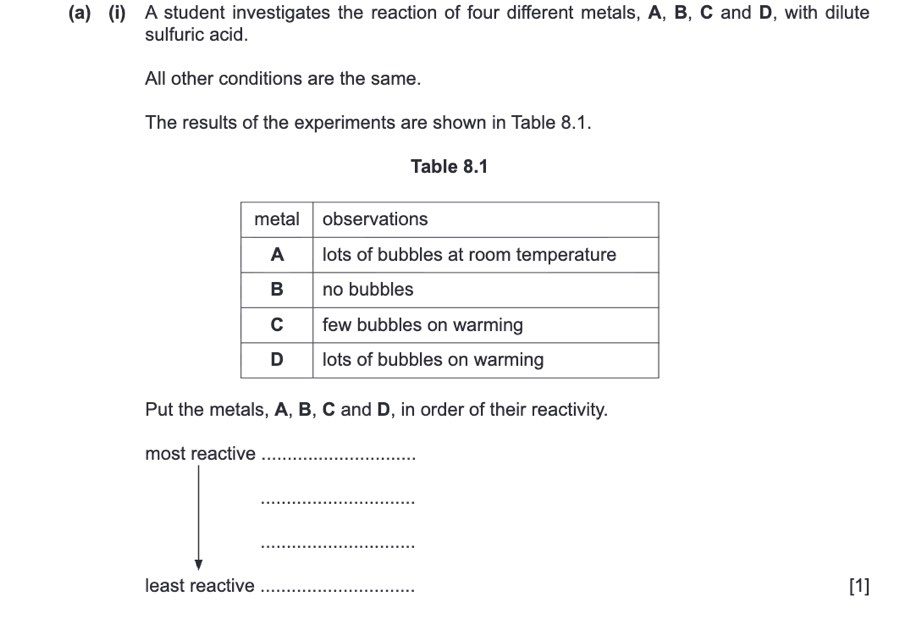 (a) (i) A student investigates the reaction of four different metals, A, B, C and D, with dilute
sulfuric acid.
All other conditions are the same.
The results of the experiments are shown in Table 8.1.
Table 8.1
metal observations
A lots of bubbles at room temperature
B no bubbles
C few bubbles on warming
D lots of bubbles on warming
Put the metals, A, B, C and D, in order of their reactivity.
most reactive ...............................
...............................
...............................
least reactive ............................... [1]